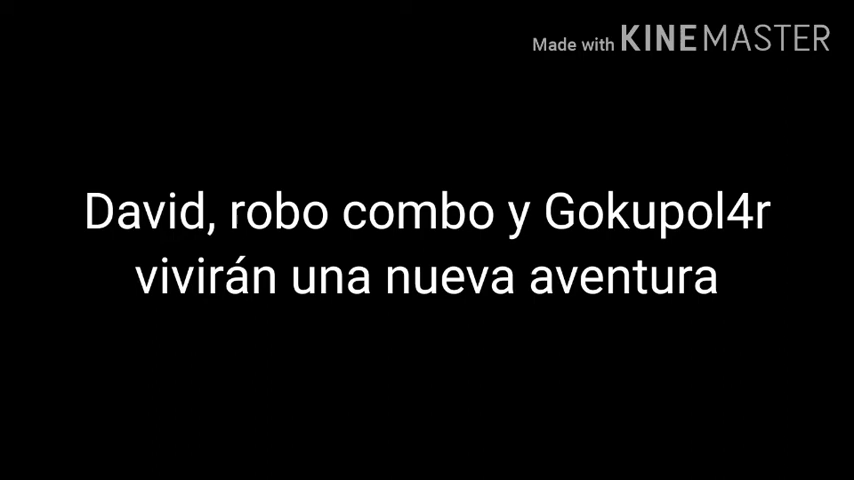 Made with KINEMASTER
David, robo combo y Gokupol4r
vivirán una nueva aventura